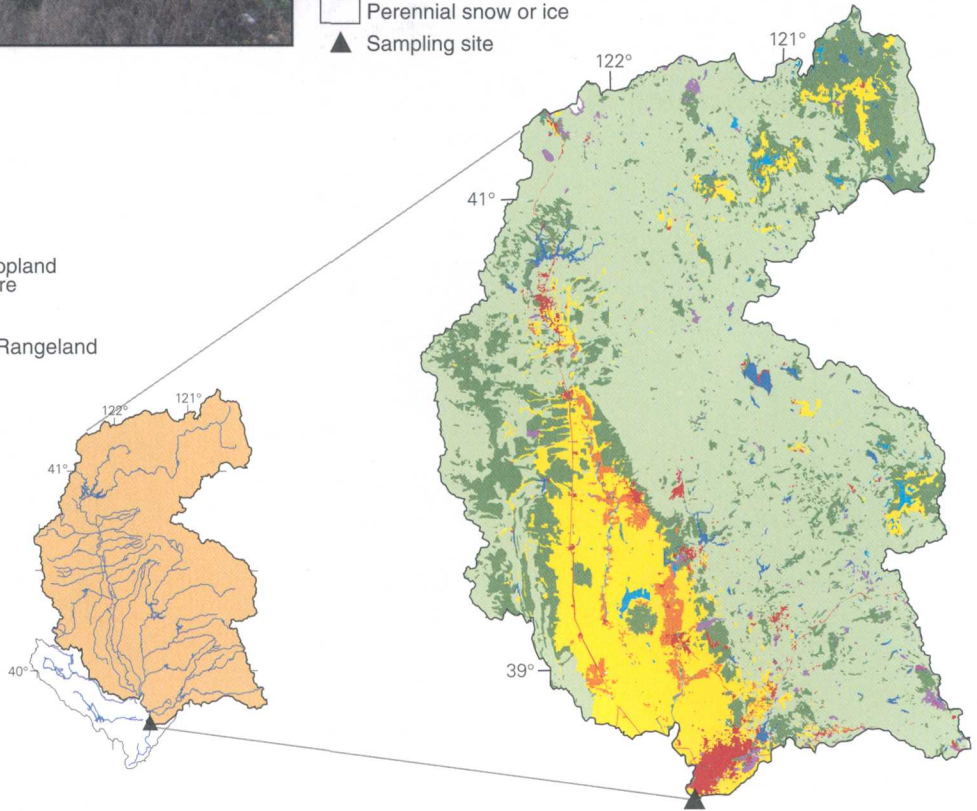 Perennial snow or ice
Sampling site
122°
121°
41°
opland
re
Rangeland
122°
121°
41°
40°
39°